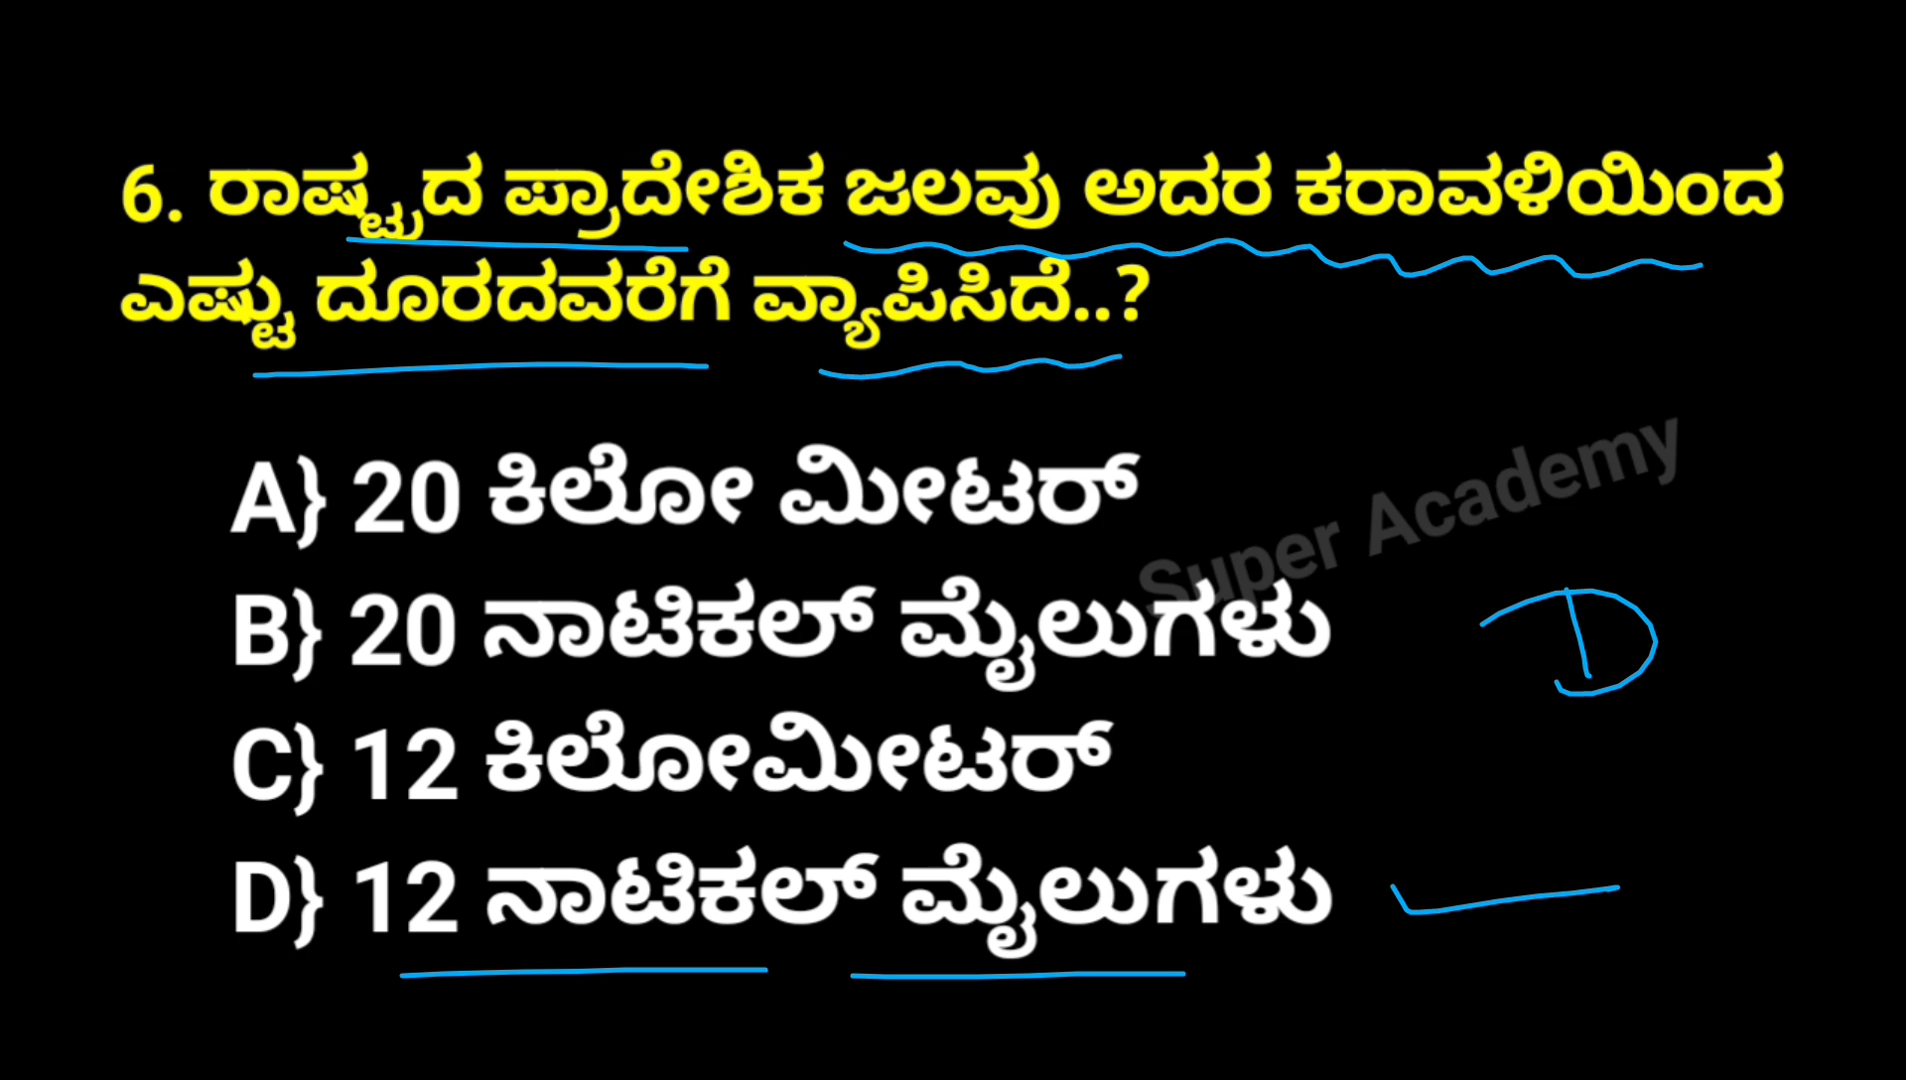 6. ರಾಷ್ಟ್ರದ ಪ್ರಾದೇಶಿಕ ಜಲವು ಅದರ ಕರಾವಳಿಯಿಂದ
ಎಷ್ಟು ದೂರದವರೆಗೆ ವ್ಯಾಪಿಸಿದೆ..?
A} 20 ಕಿಲೋ ಮೀಟರ್
Super Academy
B} 20 ನಾಟಿಕಲ್ ಮೈಲುಗಳು
D
C} 12 ಕಿಲೋಮೀಟರ್
D} 12 ನಾಟಿಕಲ್ ಮೈಲುಗಳು